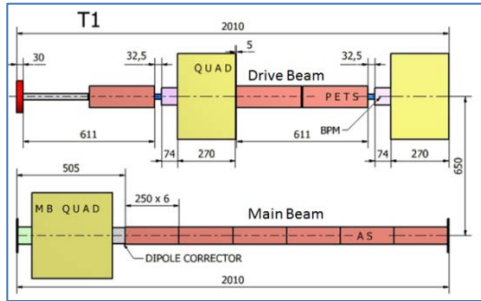 T1
2010
30
32,5
QUAD
5
Drive Beam
32,5
PETS
BPM
611
74
270
611
74
270
650
505
250 x 6
MB QUAD
Main Beam
AS
DIPOLE CORRECTOR
2010